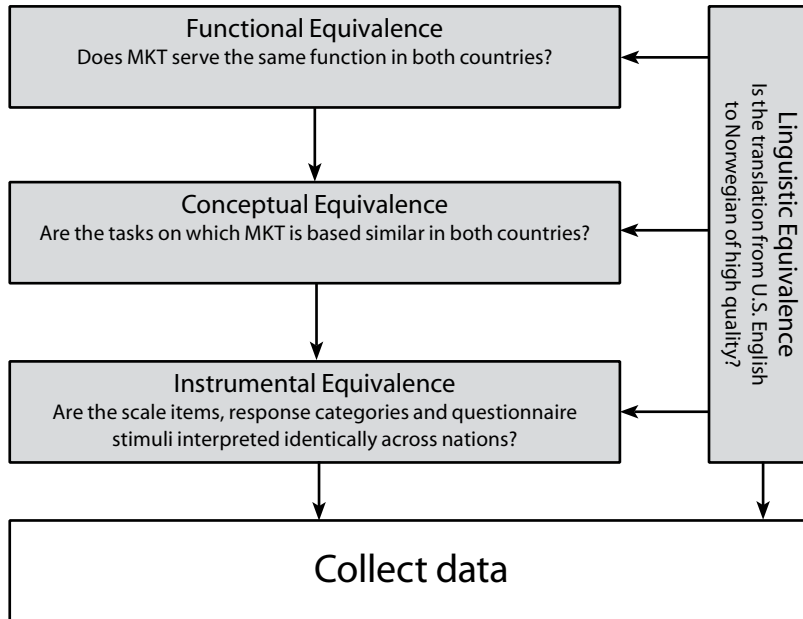 Functional Equivalence
Does MKT serve the same function in both countries?
Conceptual Equivalence
Are the tasks on which MKT is based similar in both countries?
Instrumental Equivalence
Are the scale items, response categories and questionnaire
stimuli interpreted identically across nations?
Linguistic Equivalence
Is the translation from U.S. English
to Norwegian of high quality?
Collect data